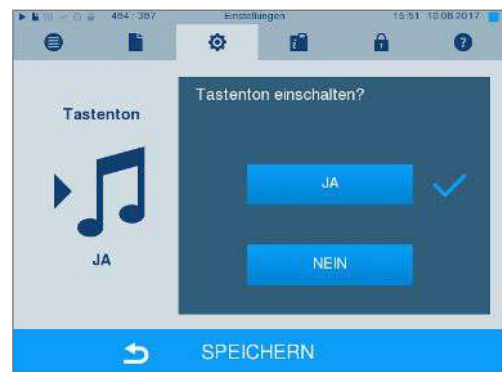 484 : 387 Einstellungen 15:51 10.08.2017
Tastenton
Tastenton einschalten?
JA
JA
NEIN
SPEICHERN